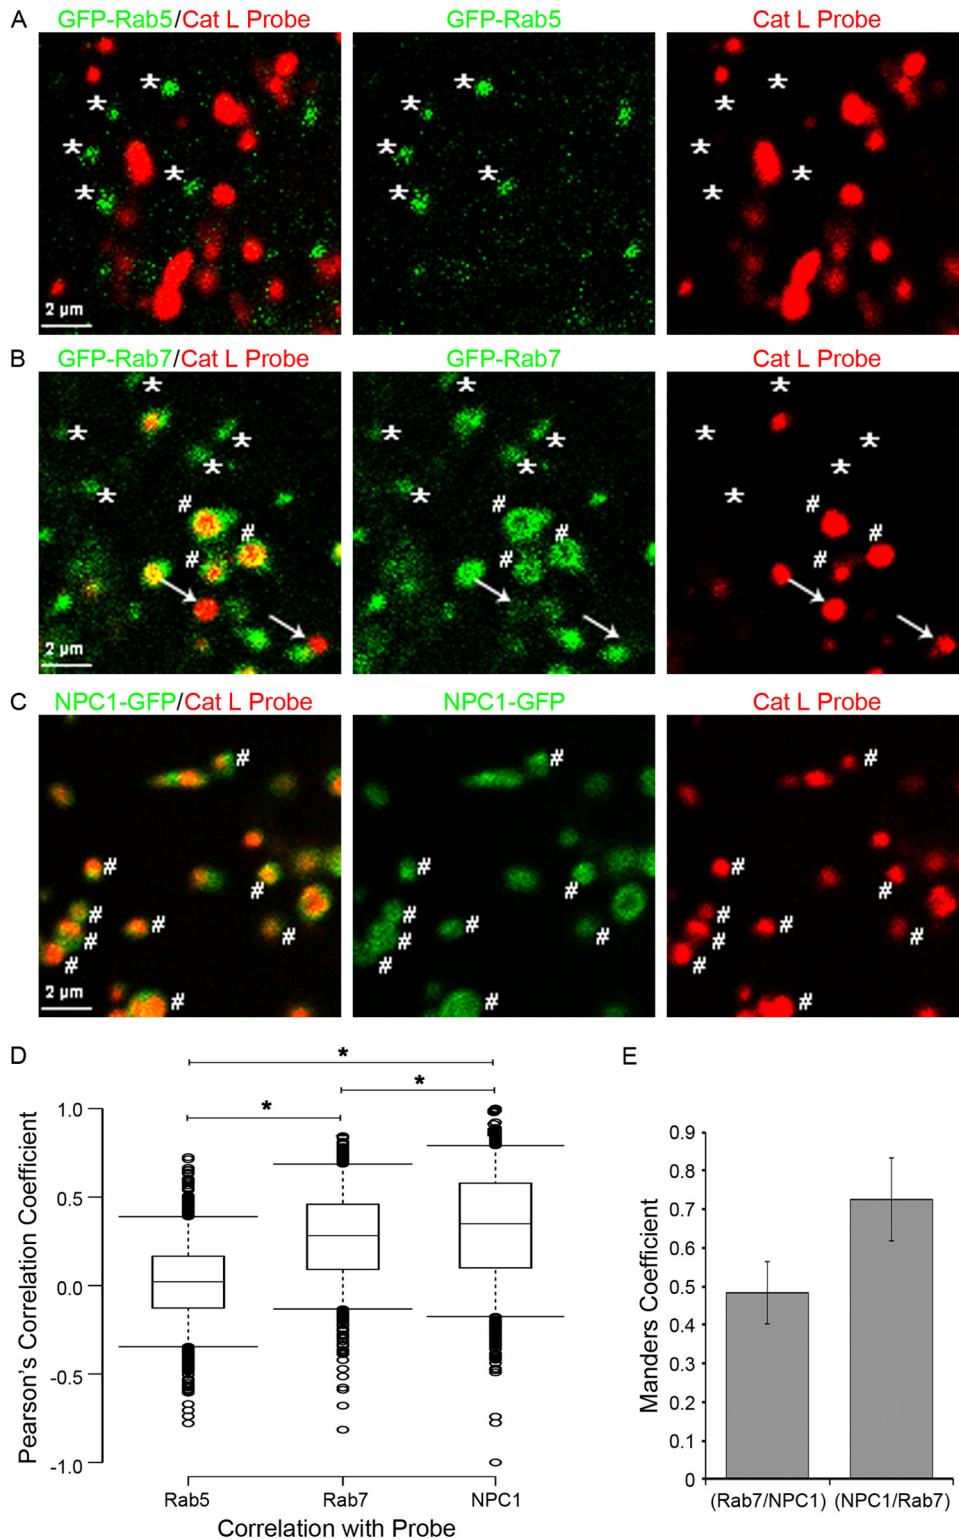 A
GFP-Rab5/Cat L Probe
GFP-Rab5
Cat L Probe
* * * * *
* * * * *
* * * * *
2 µm
B
GFP-Rab7/Cat L Probe
GFP-Rab7
Cat L Probe
* * * * *
* * * * *
* * * * *
# # #
# # #
# #
2 µm
C
NPC1-GFP/Cat L Probe
NPC1-GFP
Cat L Probe
# # # # # # # #
# # # # # # # #
# # # # # # #
2 µm
D
*
*
*
Pearson's Correlation Coefficient
1.0
0.5
0.0
-0.5
-1.0
Rab5
Rab7
NPC1
Correlation with Probe
E
Manders Coefficient
0.9
0.8
0.7
0.6
0.5
0.4
0.3
0.2
0.1
0
(Rab7/NPC1)
(NPC1/Rab7)